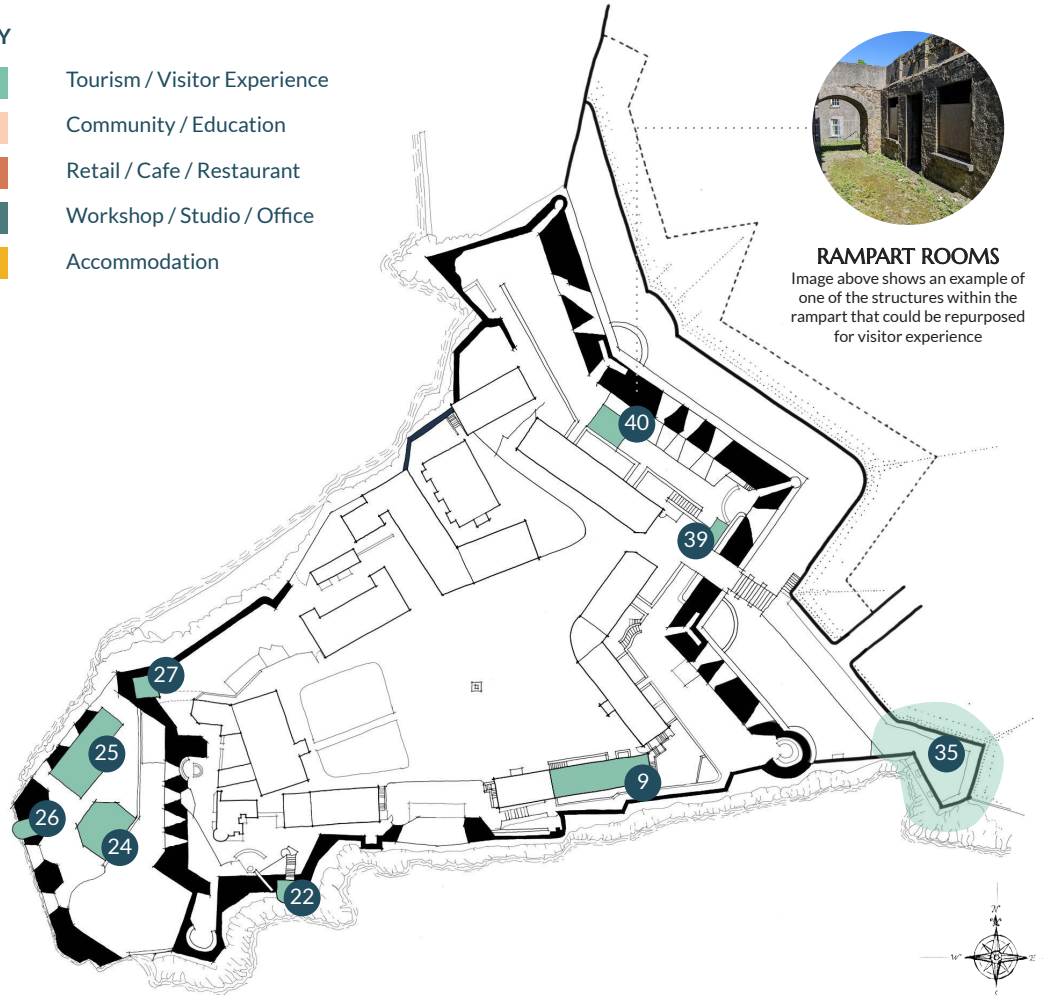 Y
Tourism / Visitor Experience
Community / Education
Retail / Cafe / Restaurant
Workshop / Studio / Office
Accommodation
RAMPART ROOMS
Image above shows an example of
one of the structures within the
rampart that could be repurposed
for visitor experience
40
39
27
25
35
9
26
24
22
N
W
E
S